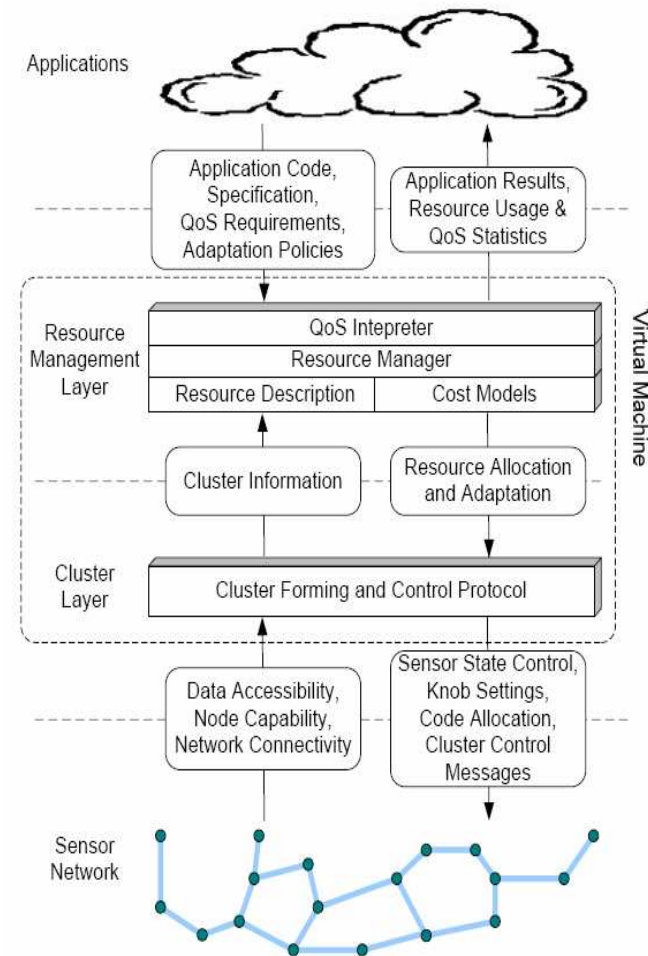 Applications
Application Code,
Specification,
QoS Requirements,
Adaptation Policies
Application Results,
Resource Usage &
QoS Statistics
Resource
Management
Layer
QoS Intepreter
Resource Manager
Resource Description
Cost Models
Virtual Machine
Cluster Information
Resource Allocation
and Adaptation
Cluster
Layer
Cluster Forming and Control Protocol
Data Accessibility,
Node Capability,
Network Connectivity
Sensor State Control,
Knob Settings,
Code Allocation,
Cluster Control
Messages
Sensor
Network